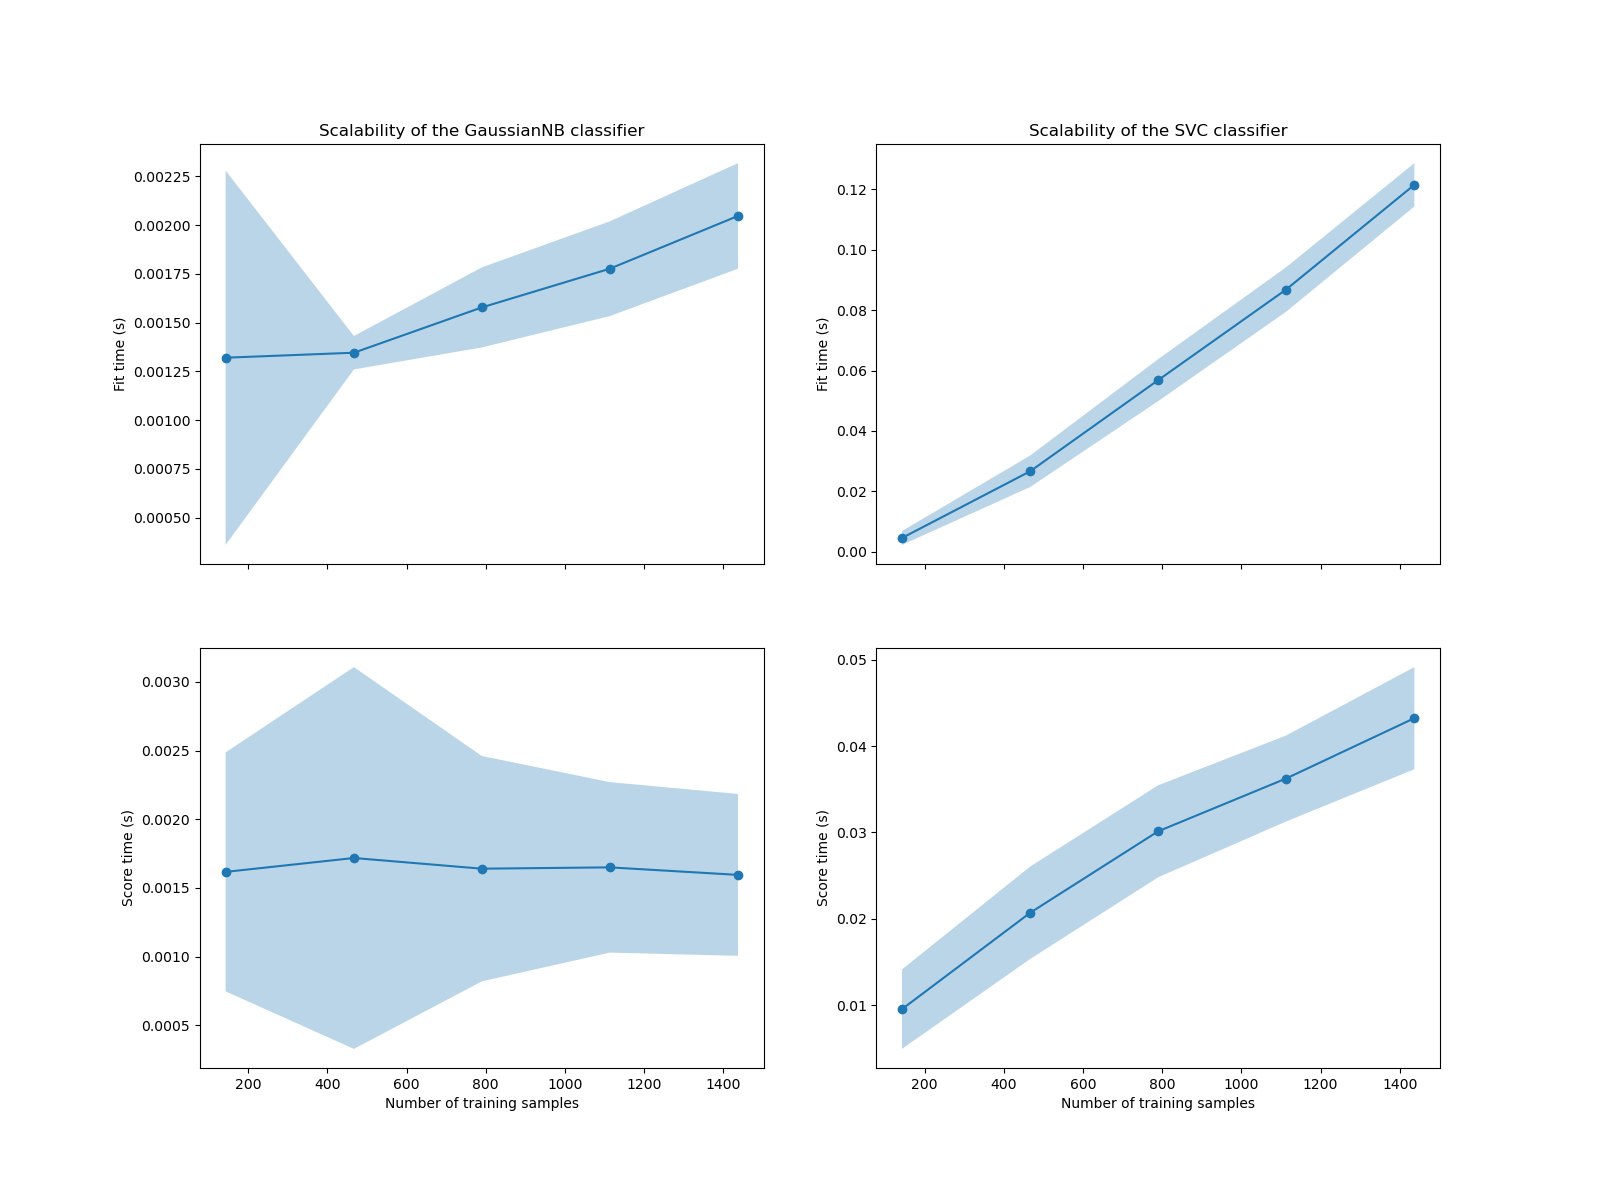 Scalability of the GaussianNB classifier
Fit time (s)
0.00225
0.00200
0.00175
0.00150
0.00125
0.00100
0.00075
0.00050
Scalability of the SVC classifier
Fit time (s)
0.12
0.10
0.08
0.06
0.04
0.02
0.00
Score time (s)
0.0030
0.0025
0.0020
0.0015
0.0010
0.0005
200 400 600 800 1000 1200 1400
Number of training samples
Score time (s)
0.05
0.04
0.03
0.02
0.01
200 400 600 800 1000 1200 1400
Number of training samples